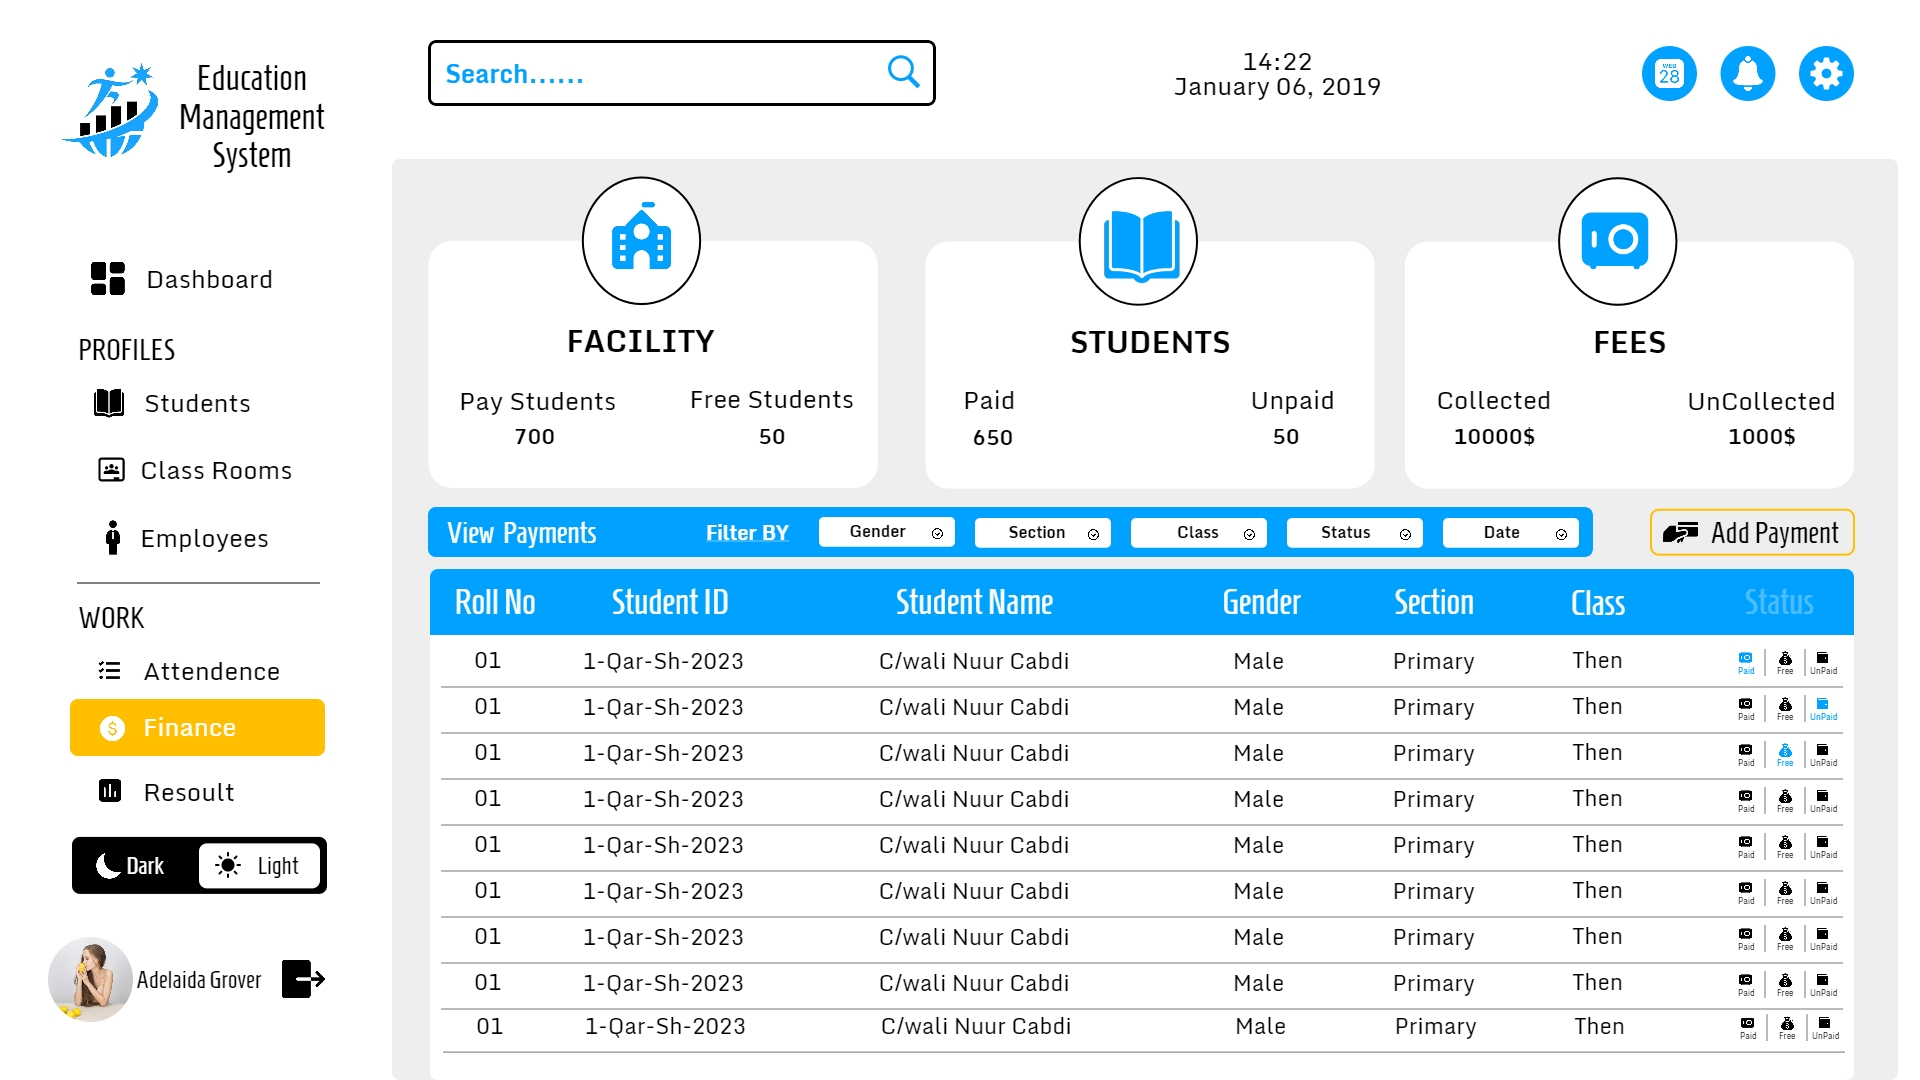 Education
Management
System
Search......
14:22
January 06, 2019
WED
28
Dashboard
PROFILES
Students
Class Rooms
Employees
WORK
Attendence
Finance
Resoult
Dark
Light
Adelaida Grover
FACILITY
Pay Students
Free Students
700
50
STUDENTS
Paid
Unpaid
650
50
FEES
Collected
UnCollected
10000$
1000$
View Payments Filter BY Gender Section Class Status Date
Add Payment
Roll No Student ID Student Name Gender Section Class Status
01 1-Qar-Sh-2023 C/wali Nuur Cabdi Male Primary Then Paid Free UnPaid
01 1-Qar-Sh-2023 C/wali Nuur Cabdi Male Primary Then Paid Free UnPaid
01 1-Qar-Sh-2023 C/wali Nuur Cabdi Male Primary Then Paid Free UnPaid
01 1-Qar-Sh-2023 C/wali Nuur Cabdi Male Primary Then Paid Free UnPaid
01 1-Qar-Sh-2023 C/wali Nuur Cabdi Male Primary Then Paid Free UnPaid
01 1-Qar-Sh-2023 C/wali Nuur Cabdi Male Primary Then Paid Free UnPaid
01 1-Qar-Sh-2023 C/wali Nuur Cabdi Male Primary Then Paid Free UnPaid
01 1-Qar-Sh-2023 C/wali Nuur Cabdi Male Primary Then Paid Free UnPaid
01 1-Qar-Sh-2023 C/wali Nuur Cabdi Male Primary Then Paid Free UnPaid